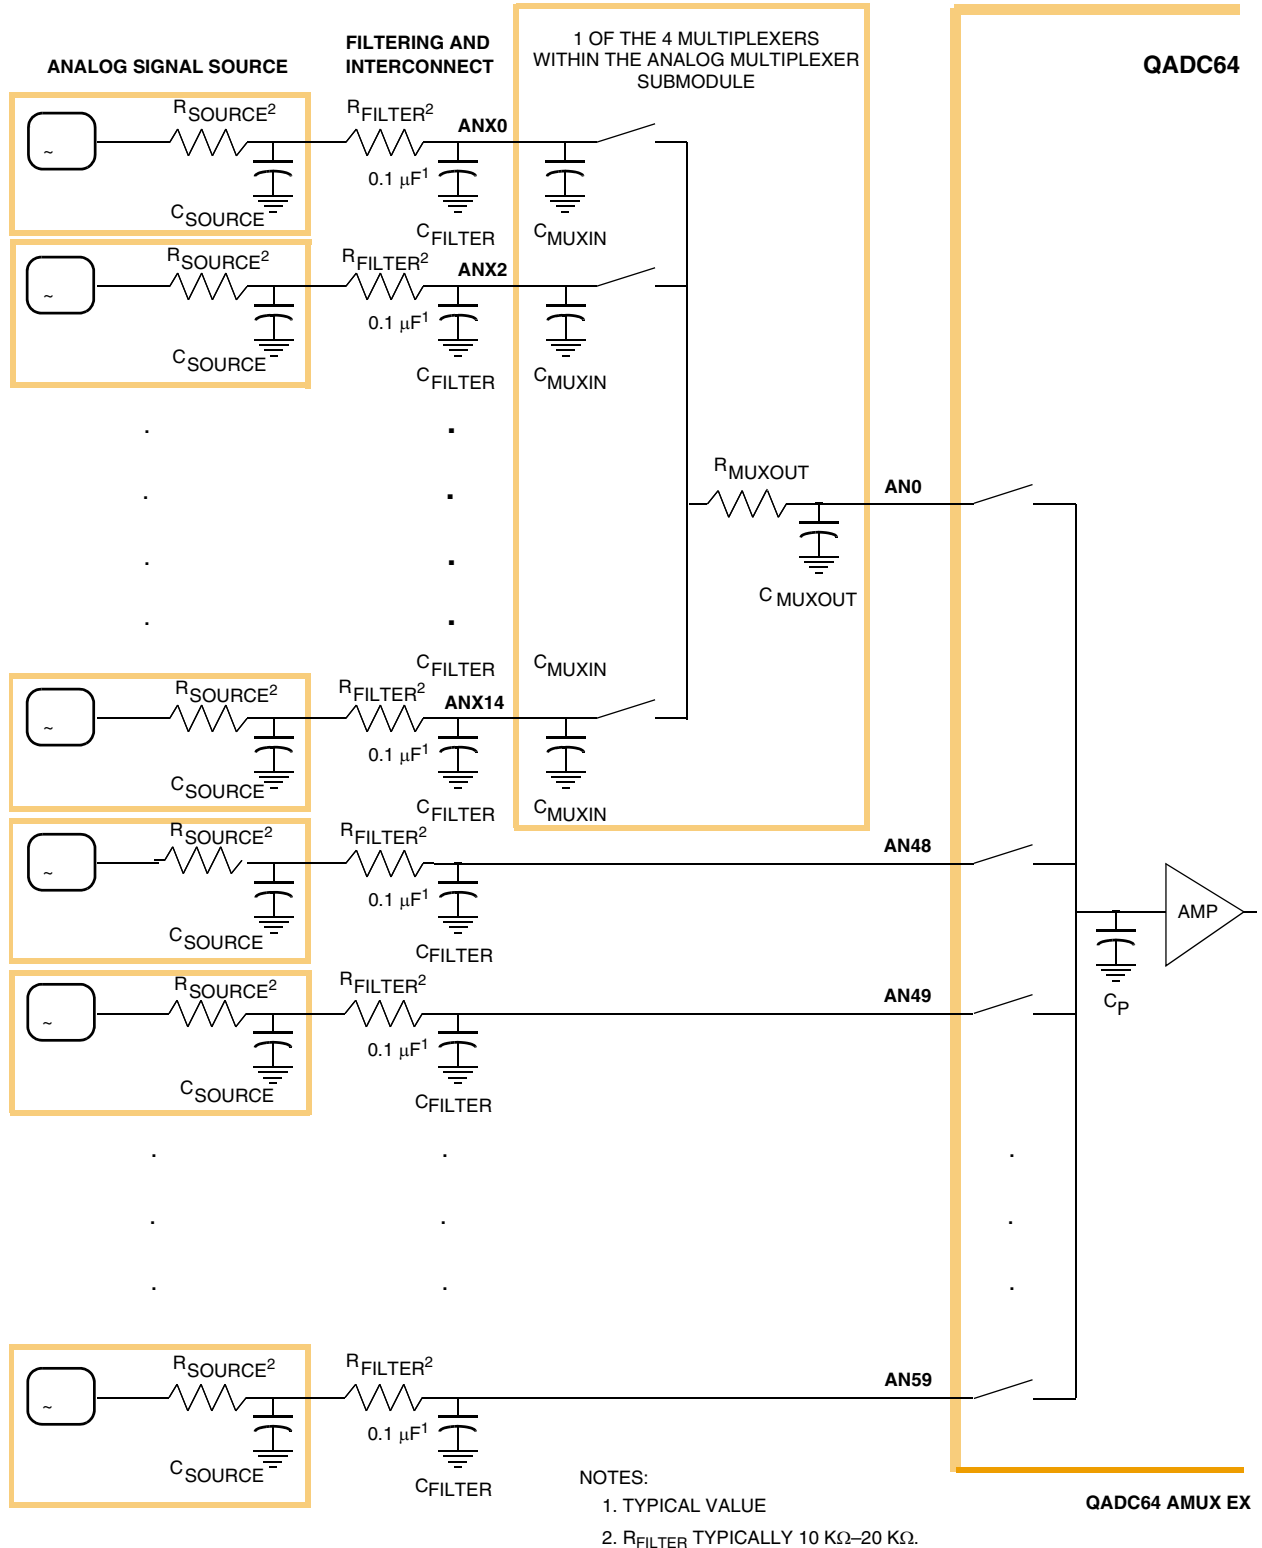 ANALOG SIGNAL SOURCE
FILTERING AND
INTERCONNECT
1 OF THE 4 MULTIPLEXERS
WITHIN THE ANALOG MULTIPLEXER
SUBMODULE
QADC64
~
RSOURCE2
CSOURCE
RFILTER2
0.1 μF1
CFILTER
ANX0
CMUXIN
~
RSOURCE2
CSOURCE
RFILTER2
0.1 μF1
CFILTER
ANX2
CMUXIN
RMUXOUT
CMUXOUT
AN0
CFILTER
CMUXIN
~
RSOURCE2
CSOURCE
RFILTER2
0.1 μF1
CFILTER
ANX14
CMUXIN
~
RSOURCE2
CSOURCE
RFILTER2
0.1 μF1
CFILTER
AN48
AMP
CP
~
RSOURCE2
CSOURCE
RFILTER2
0.1 μF1
CFILTER
AN49
~
RSOURCE2
CSOURCE
RFILTER2
0.1 μF1
CFILTER
AN59
NOTES:
1. TYPICAL VALUE
2. RFILTER TYPICALLY 10 KΩ–20 KΩ.
QADC64 AMUX EX